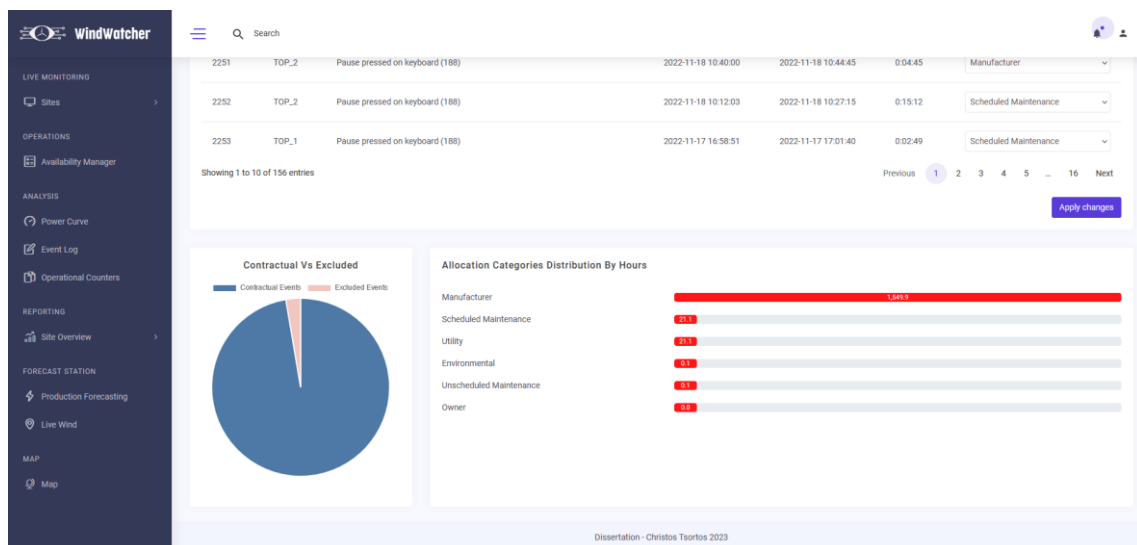 WindWatcher
Search
LIVE MONITORING
Sites
OPERATIONS
Availability Manager
ANALYSIS
Power Curve
Event Log
Operational Counters
REPORTING
Site Overview
FORECAST STATION
Production Forecasting
Live Wind
MAP
Map
2251 TOP_2 Pause pressed on keyboard (188) 2022-11-18 10:40:00 2022-11-18 10:44:45 0:04:45 Manufacturer
2252 TOP_2 Pause pressed on keyboard (188) 2022-11-18 10:12:03 2022-11-18 10:27:15 0:15:12 Scheduled Maintenance
2253 TOP_1 Pause pressed on keyboard (188) 2022-11-17 16:58:51 2022-11-17 17:01:40 0:02:49 Scheduled Maintenance
Showing 1 to 10 of 156 entries Previous 1 2 3 4 5 … 16 Next
Apply changes
Contractual Vs Excluded
Contractual Events Excluded Events
Allocation Categories Distribution By Hours
Manufacturer 1,549.9
Scheduled Maintenance 21.1
Utility 21.1
Environmental 0.1
Unscheduled Maintenance 0.1
Owner 0.0
Dissertation - Christos Tsortos 2023